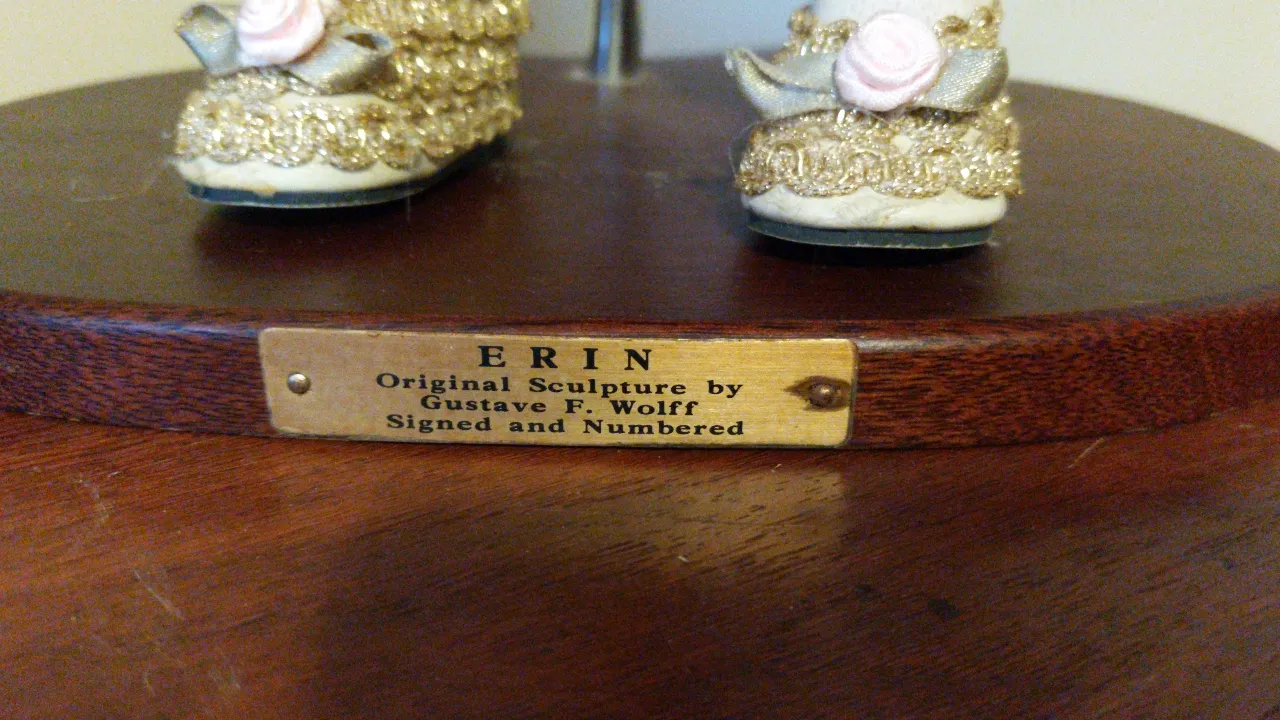 ERIN
Original Sculpture by
Gustave F. Wolff
Signed and Numbered